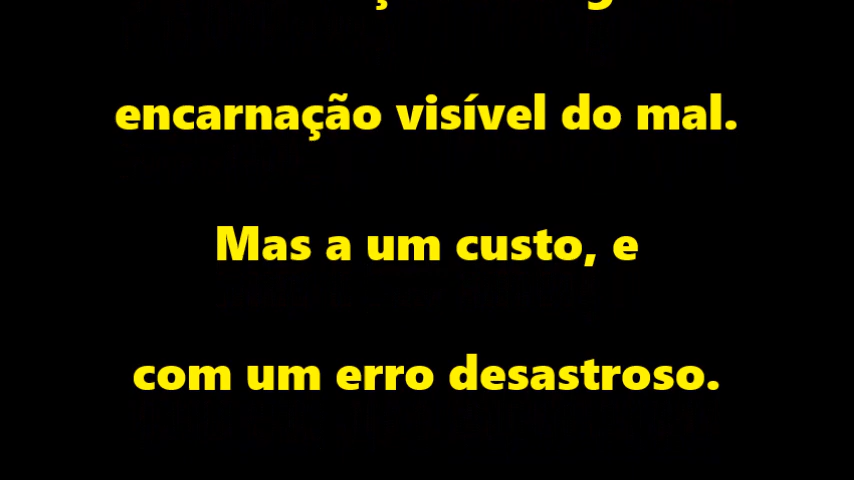 encarnação visível do mal.
Mas a um custo, e
com um erro desastroso.